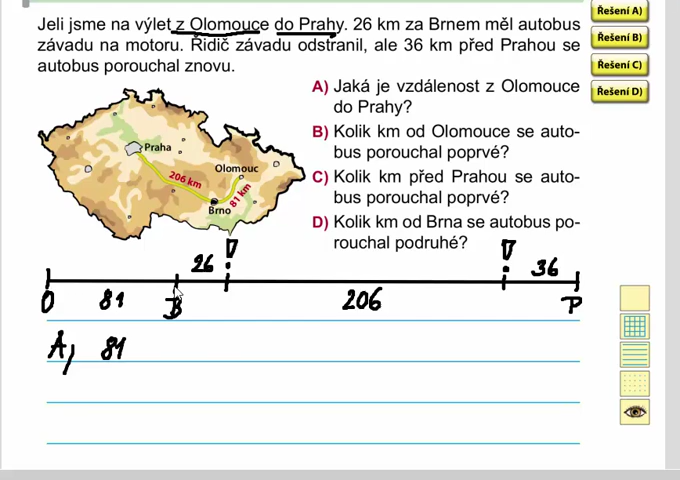 Jeli jsme na výlet z Olomouce do Prahy. 26 km za Brnem měl autobus
závadu na motoru. Řidič závadu odstranil, ale 36 km před Prahou se
autobus porouchal znovu.
Řešení A)
Řešení B)
Řešení C)
Řešení D)
A) Jaká je vzdálenost z Olomouce
do Prahy?
B) Kolik km od Olomouce se auto-
bus porouchal poprvé?
C) Kolik km před Prahou se auto-
bus porouchal poprvé?
D) Kolik km od Brna se autobus po-
rouchal podruhé?
Praha
Olomouc
206 km
81 km
Brno
26 36
O 81 B 206 P
A) 81